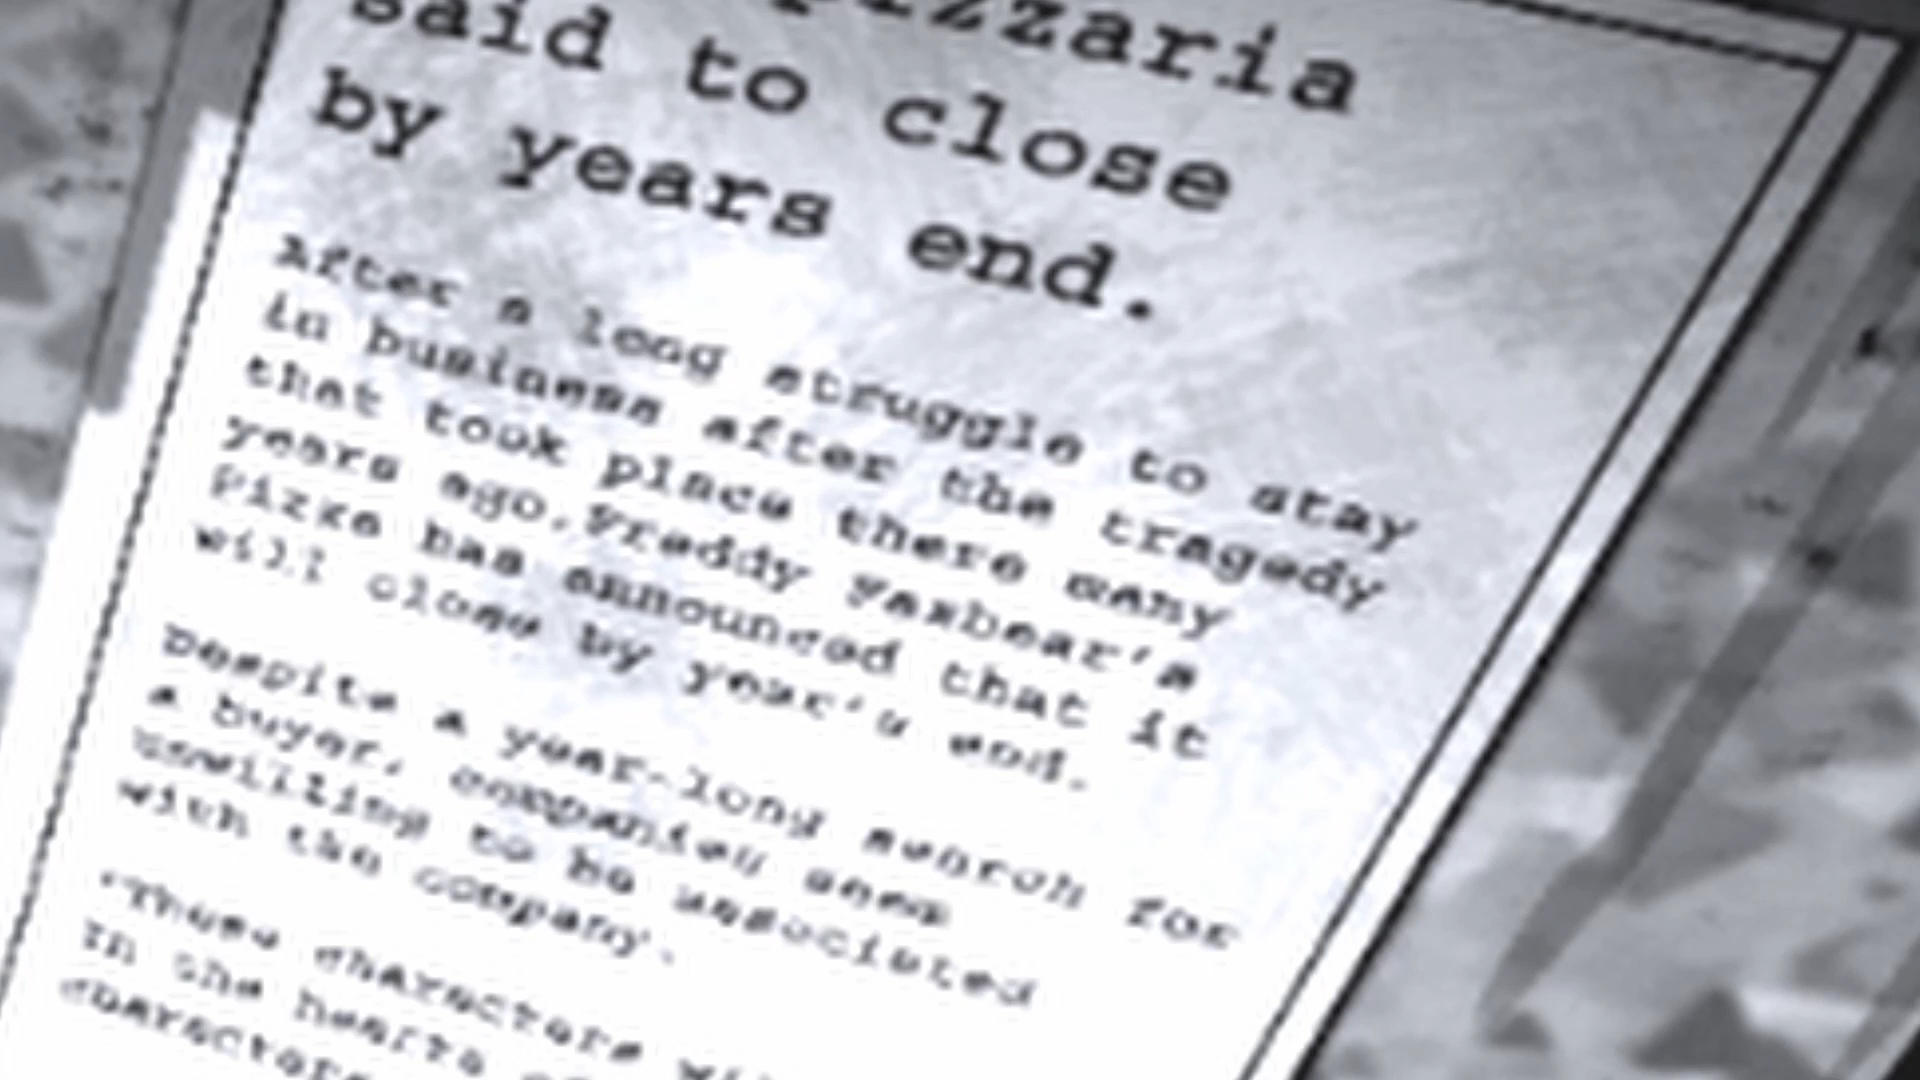 pizzaria
said to close
by years end.
After a long struggle to stay
in business after the tragedy
that took place there many
years ago, Freddy Fazbear's
Pizza has announced that it
will close by year's end.
Despite a year-long search for
a buyer, companies seem
unwilling to be associated
with the company.
"These characters
in the hearts
characters